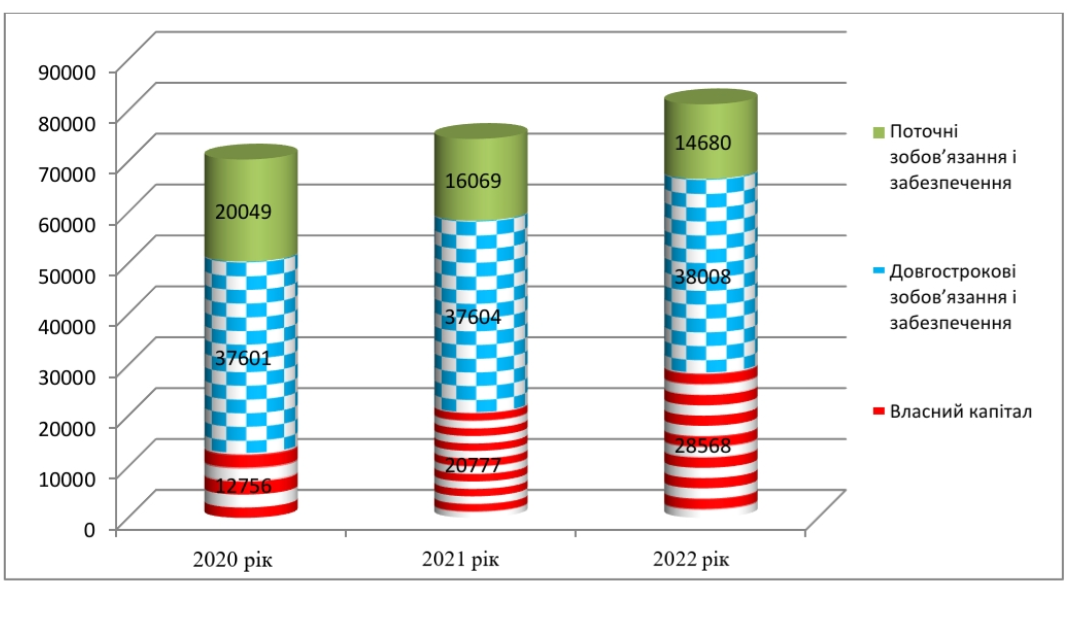 90000
80000
70000
60000
50000
40000
30000
20000
10000
0
20049
37601
12756
16069
37604
20777
14680
38008
28568
2020 рік
2021 рік
2022 рік
Поточні
зобов’язання і
забезпечення
Довгострокові
зобов’язання і
забезпечення
Власний капітал